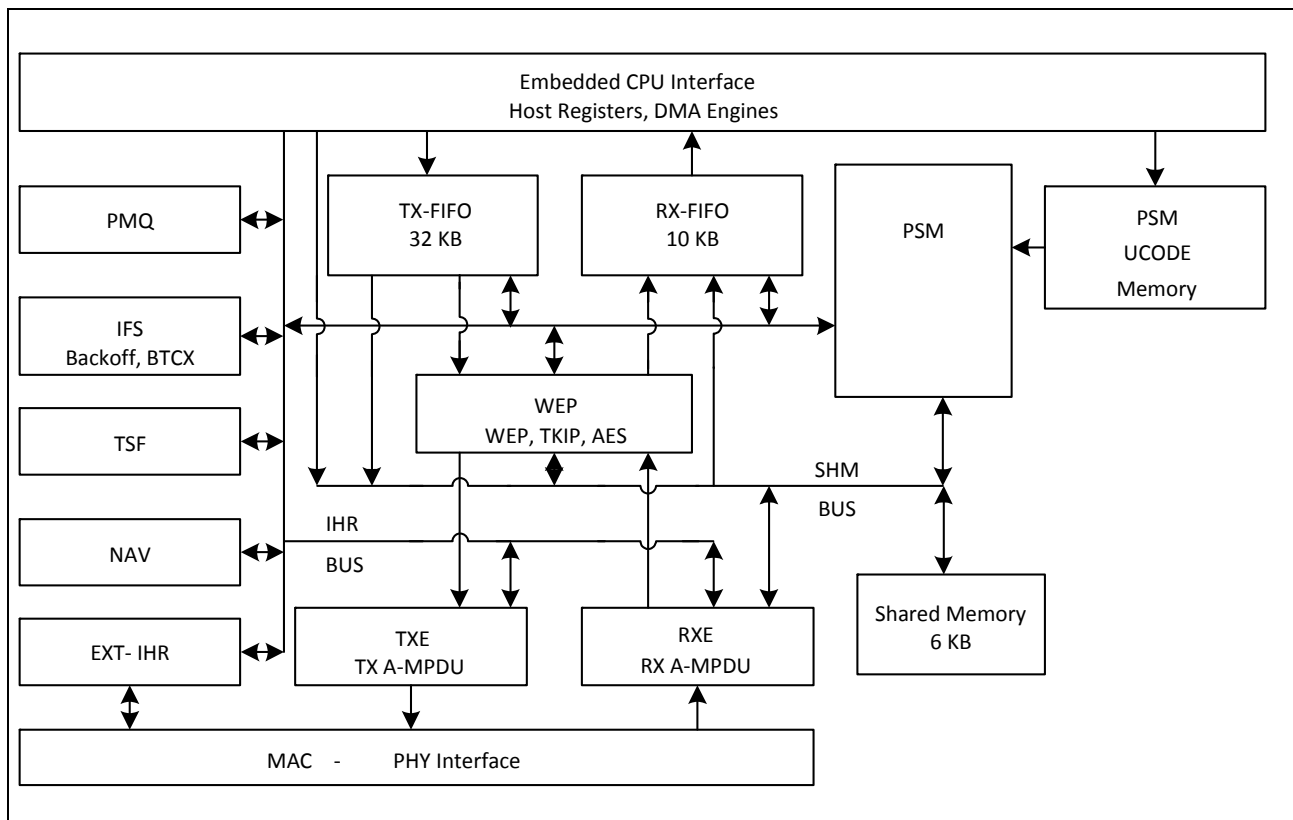 Embedded CPU Interface
Host Registers, DMA Engines
PMQ
TX-FIFO
32 KB
RX-FIFO
10 KB
PSM
PSM
UCODE
Memory
IFS
Backoff, BTCX
WEP
WEP, TKIP, AES
TSF
SHM
BUS
IHR
BUS
NAV
Shared Memory
6 KB
EXT- IHR
TXE
TX A-MPDU
RXE
RX A-MPDU
MAC - PHY Interface